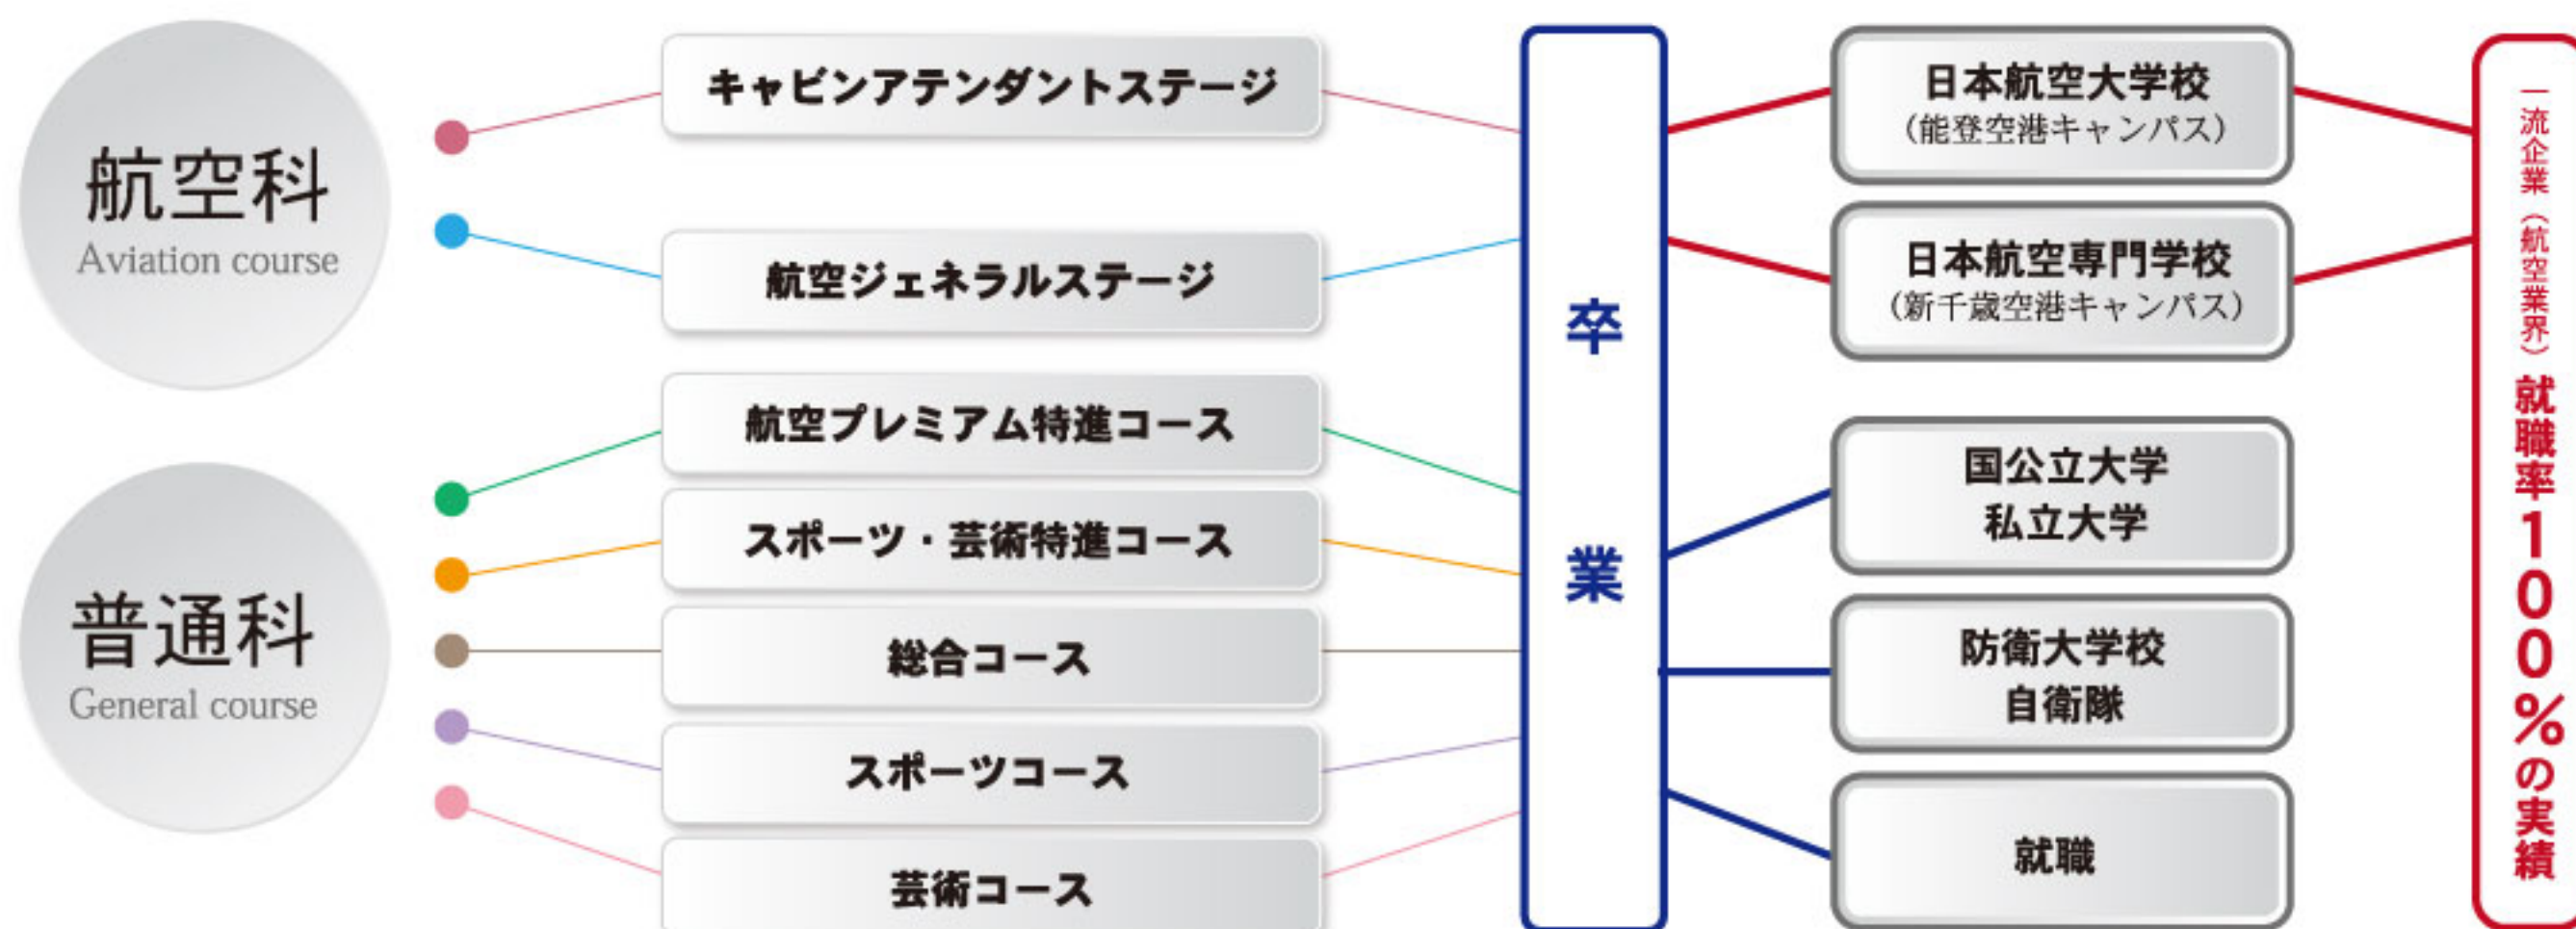 航空科
Aviation course
普通科
General course
キャビンアテンダントステージ
航空ジェネラルステージ
航空プレミアム特進コース
スポーツ・芸術特進コース
総合コース
スポーツコース
芸術コース
卒業
日本航空大学校
（能登空港キャンパス）
日本航空専門学校
（新千歳空港キャンパス）
国公立大学
私立大学
防衛大学校
自衛隊
就職
一流企業（航空業界）就職率100%の実績